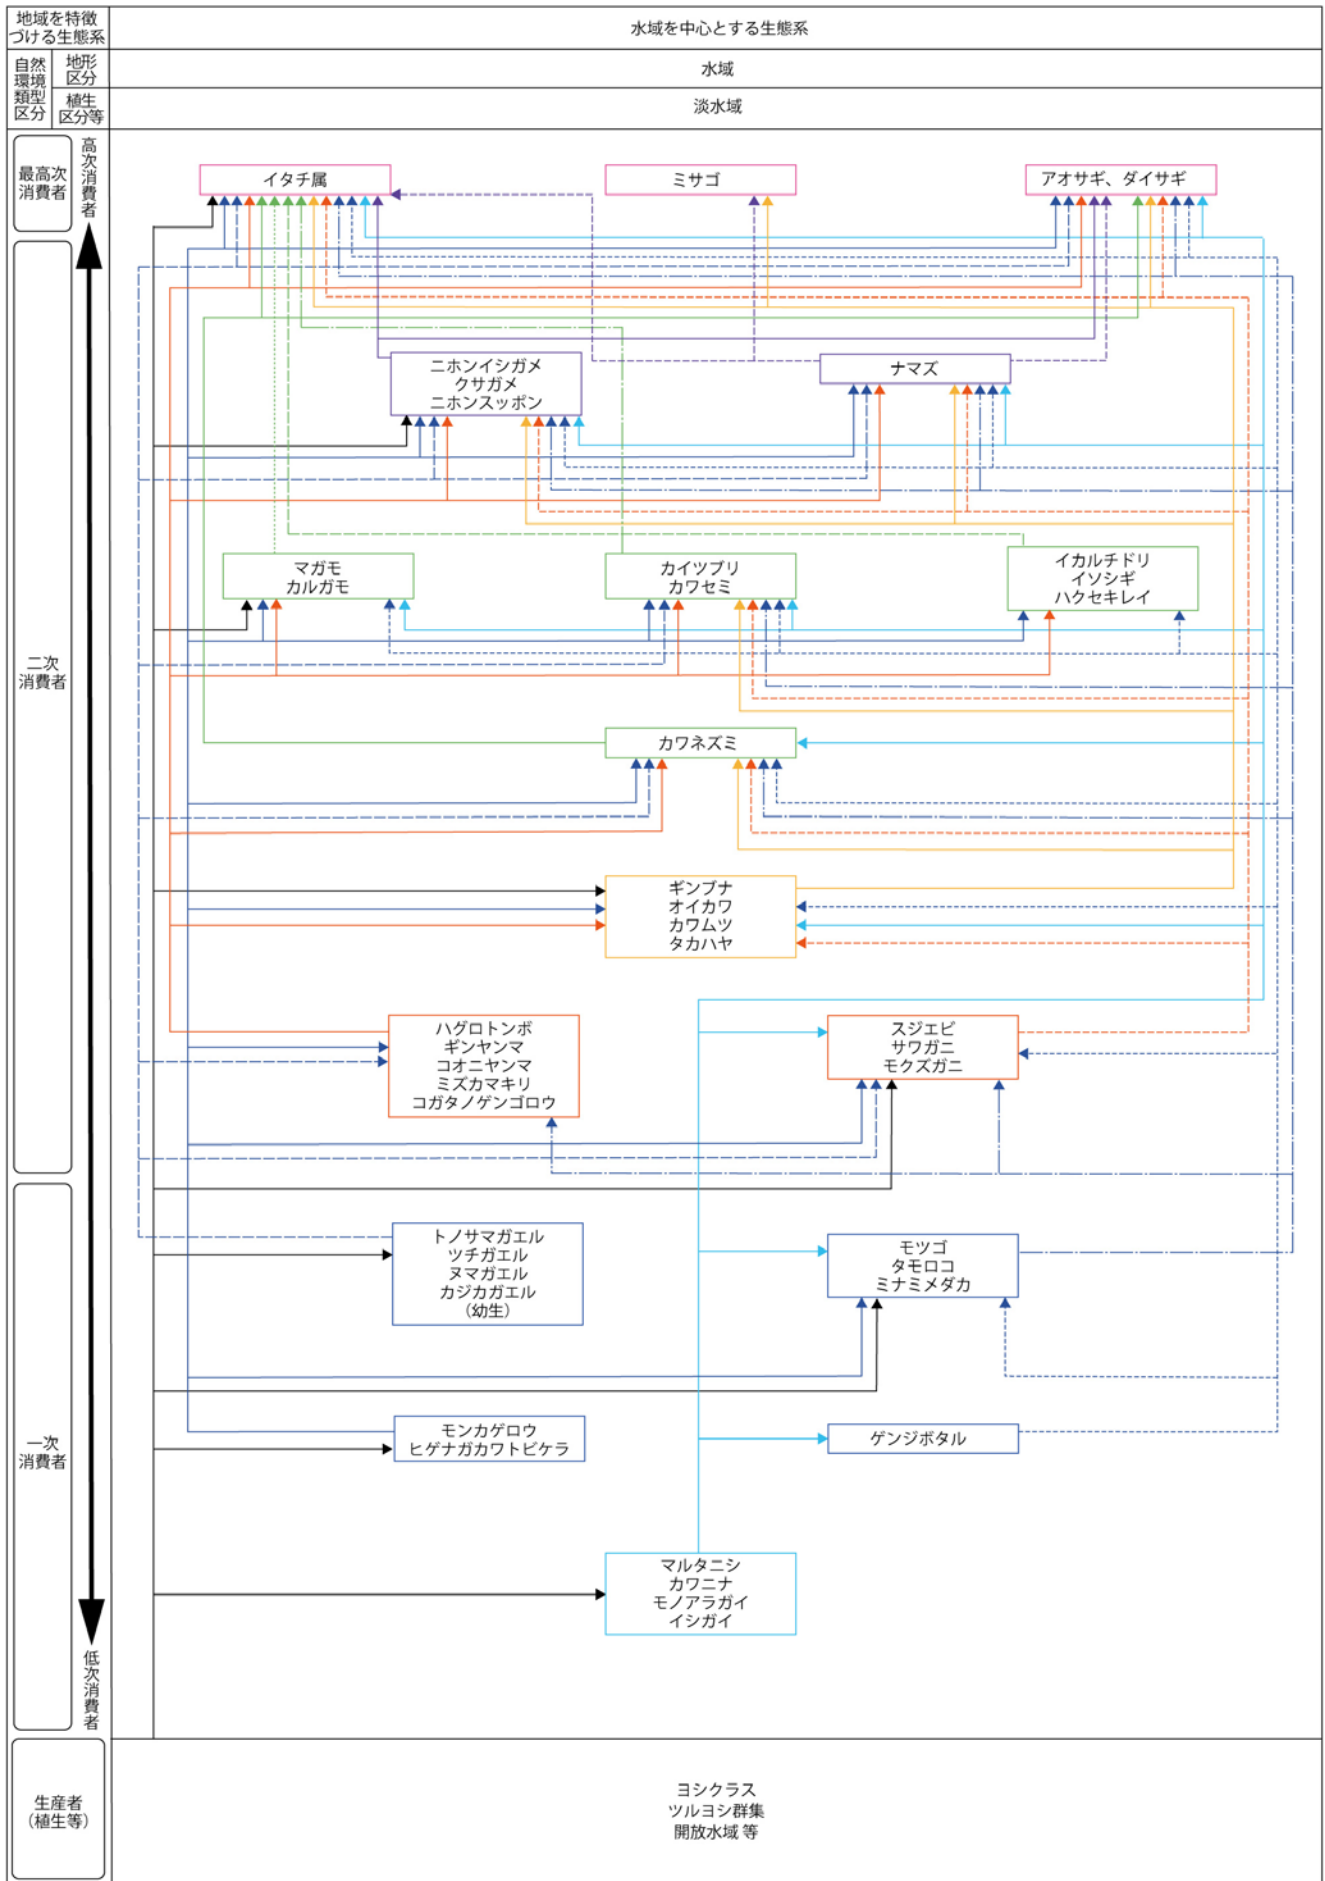 地域を特徴
づける生態系
水域を中心とする生態系
自然
環境
類型
区分
地形
区分
水域
植生
区分等
淡水域
最高次
消費者
高次消費者
イタチ属
ミサゴ
アオサギ、ダイサギ
ニホンイシガメ
クサガメ
ニホンスッポン
ナマズ
マガモ
カルガモ
カイツブリ
カワセミ
イカルチドリ
イソシギ
ハクセキレイ
二次
消費者
カワネズミ
ギンブナ
オイカワ
カワムツ
タカハヤ
ハグロトンボ
ギンヤンマ
コオニヤンマ
ミズカマキリ
コガタノゲンゴロウ
スジエビ
サワガニ
モクズガニ
トノサマガエル
ツチガエル
ヌマガエル
カジカガエル
（幼生）
モツゴ
タモロコ
ミナミメダカ
一次
消費者
モンカゲロウ
ヒゲナガカワトビケラ
ゲンジボタル
マルタニシ
カワニナ
モノアラガイ
イシガイ
低次消費者
生産者
（植生等）
ヨシクラス
ツルヨシ群集
開放水域 等